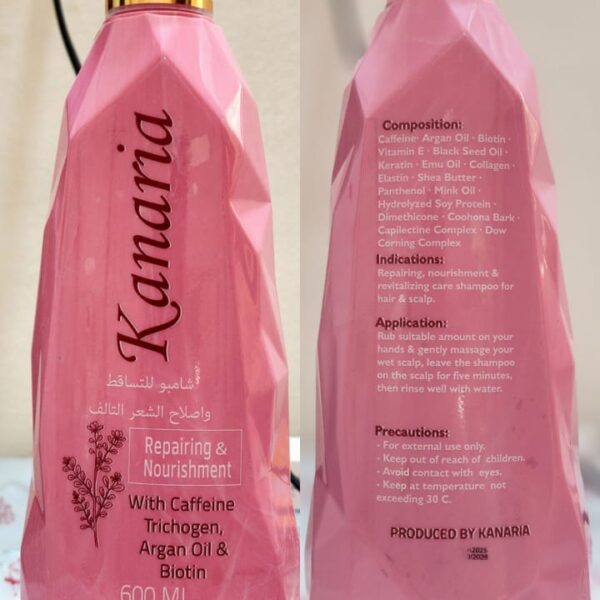 Kanaria
شامبو للتساقط
واصلاح الشعر التالف
Repairing &
Nourishment
With Caffeine
Trichogen,
Argan Oil &
Biotin
600 ML
Composition:
Caffeine· Argan Oil · Biotin ·
Vitamin E · Black Seed Oil ·
Keratin · Emu Oil · Collagen ·
Elastin · Shea Butter ·
Panthenol · Mink Oil ·
Hydrolyzed Soy Protein ·
Dimethicone · Coohona Bark ·
Capilectine Complex · Dow
Corning Complex
Indications:
Repairing, nourishment &
revitalizing care shampoo for
hair & scalp.
Application:
Rub suitable amount on your
hands & gently massage your
wet scalp, leave the shampoo
on the scalp for five minutes,
then rinse well with water.
Precautions:
· For external use only.
· Keep out of reach of children.
· Avoid contact with eyes.
· Keep at temperature not
exceeding 30 C.
PRODUCED BY KANARIA